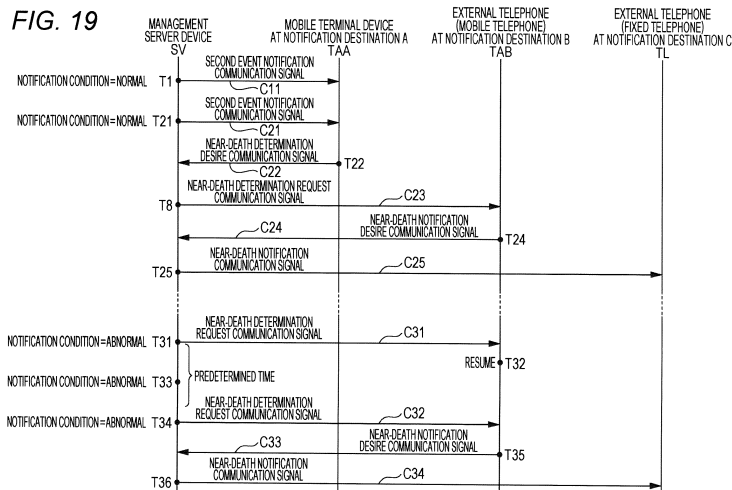 FIG. 19
MANAGEMENT
SERVER DEVICE
SV
MOBILE TERMINAL DEVICE
AT NOTIFICATION DESTINATION A
TAA
EXTERNAL TELEPHONE
(MOBILE TELEPHONE)
AT NOTIFICATION DESTINATION B
TAB
EXTERNAL TELEPHONE
(FIXED TELEPHONE)
AT NOTIFICATION DESTINATION C
TL
SECOND EVENT NOTIFICATION
COMMUNICATION SIGNAL
NOTIFICATION CONDITION=NORMAL T1
C11
SECOND EVENT NOTIFICATION
COMMUNICATION SIGNAL
NOTIFICATION CONDITION=NORMAL T21
C21
NEAR-DEATH DETERMINATION
DESIRE COMMUNICATION SIGNAL
T22
C22
NEAR-DEATH DETERMINATION REQUEST
COMMUNICATION SIGNAL
C23
T8
C24
NEAR-DEATH NOTIFICATION
DESIRE COMMUNICATION SIGNAL
T24
NEAR-DEATH NOTIFICATION
COMMUNICATION SIGNAL
C25
T25
NEAR-DEATH DETERMINATION
REQUEST COMMUNICATION SIGNAL
C31
NOTIFICATION CONDITION=ABNORMAL T31
RESUME T32
PREDETERMINED TIME
NOTIFICATION CONDITION=ABNORMAL T33
NEAR-DEATH DETERMINATION
REQUEST COMMUNICATION SIGNAL
C32
NOTIFICATION CONDITION=ABNORMAL T34
C33
NEAR-DEATH NOTIFICATION
DESIRE COMMUNICATION SIGNAL
T35
NEAR-DEATH NOTIFICATION
COMMUNICATION SIGNAL
C34
T36